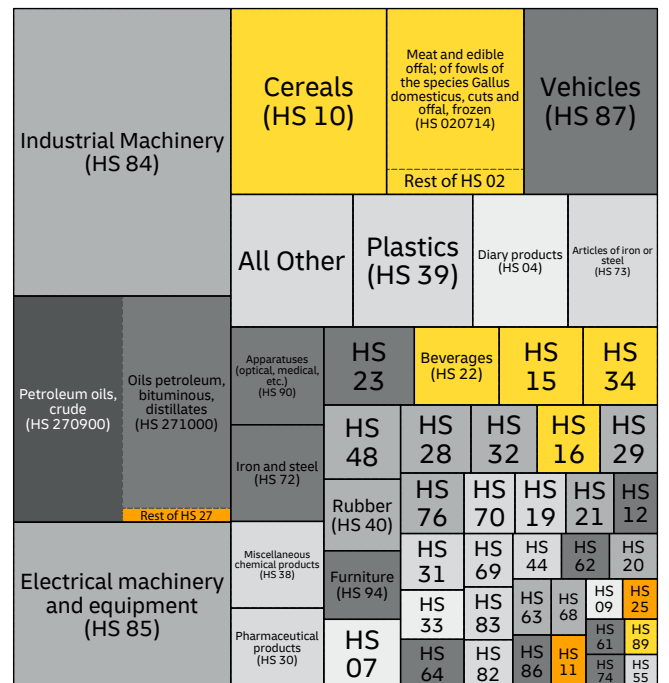 Industrial Machinery
(HS 84)
Cereals
(HS 10)
Meat and edible
offal; of fowls of
the species Gallus
domesticus, cuts and
offal, frozen
(HS 020714)
Rest of HS 02
Vehicles
(HS 87)
All Other
Plastics
(HS 39)
Diary products
(HS 04)
Articles of iron or
steel
(HS 73)
Petroleum oils,
crude
(HS 270900)
Oils petroleum,
bituminous,
distillates
(HS 271000)
Rest of HS 27
Electrical machinery
and equipment
(HS 85)
Apparatuses
(optical, medical,
etc.)
(HS 90)
Iron and steel
(HS 72)
Miscellaneous
chemical products
(HS 38)
Pharmaceutical
products
(HS 30)
HS
23
Beverages
(HS 22)
HS
15
HS
34
HS
48
Rubber
(HS 40)
Furniture
(HS 94)
HS
07
HS
28
HS
32
HS
16
HS
29
HS
76
HS
70
HS
19
HS
21
HS
12
HS
31
HS
69
HS
44
HS
62
HS
20
HS
33
HS
83
HS
63
HS
68
HS
09
HS
25
HS
61
HS
89
HS
64
HS
82
HS
86
HS
11
HS
74
HS
55